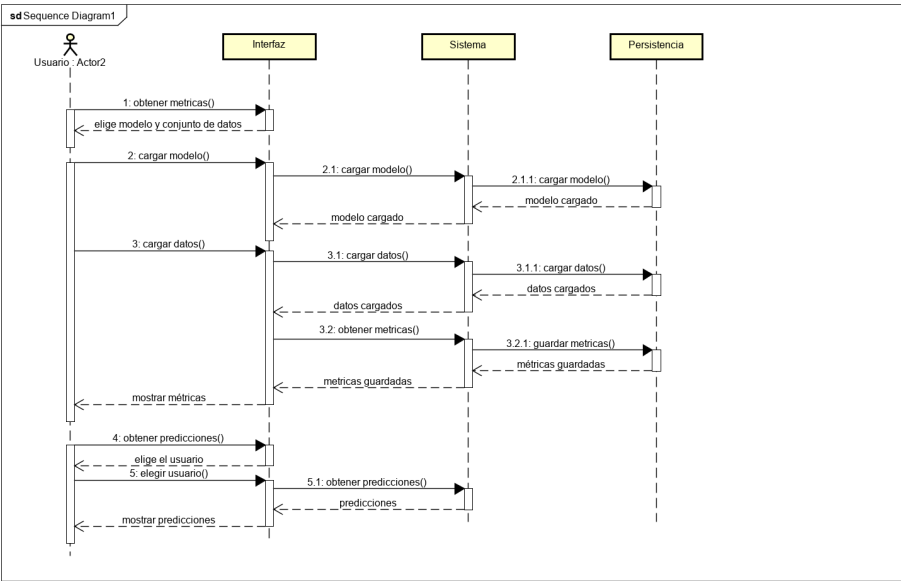 sd Sequence Diagram1
Usuario : Actor2
Interfaz
Sistema
Persistencia
1: obtener metricas()
elige modelo y conjunto de datos
2: cargar modelo()
2.1: cargar modelo()
2.1.1: cargar modelo()
modelo cargado
modelo cargado
3: cargar datos()
3.1: cargar datos()
3.1.1: cargar datos()
datos cargados
datos cargados
3.2: obtener metricas()
3.2.1: guardar metricas()
métricas guardadas
metricas guardadas
mostrar métricas
4: obtener predicciones()
elige el usuario
5: elegir usuario()
5.1: obtener predicciones()
predicciones
mostrar predicciones